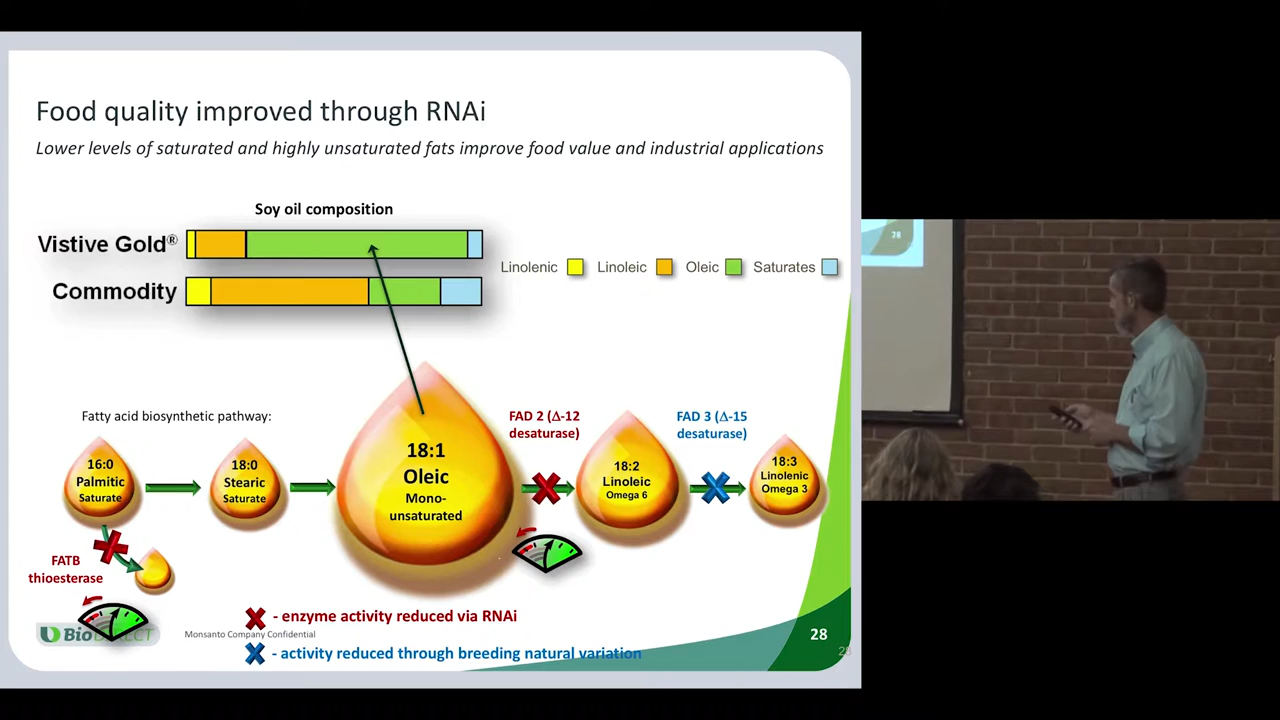 Food quality improved through RNAi
Lower levels of saturated and highly unsaturated fats improve food value and industrial applications
Soy oil composition
Vistive Gold®
Commodity
Linolenic
Linoleic
Oleic
Saturates
Fatty acid biosynthetic pathway:
FAD 2 (Δ-12
desaturase)
FAD 3 (Δ-15
desaturase)
16:0
Palmitic
Saturate
18:0
Stearic
Saturate
18:1
Oleic
Mono-
unsaturated
18:2
Linoleic
Omega 6
18:3
Linolenic
Omega 3
FATB
thioesterase
- enzyme activity reduced via RNAi
BioDIRECT
Monsanto Company Confidential
- activity reduced through breeding natural variation
28
28